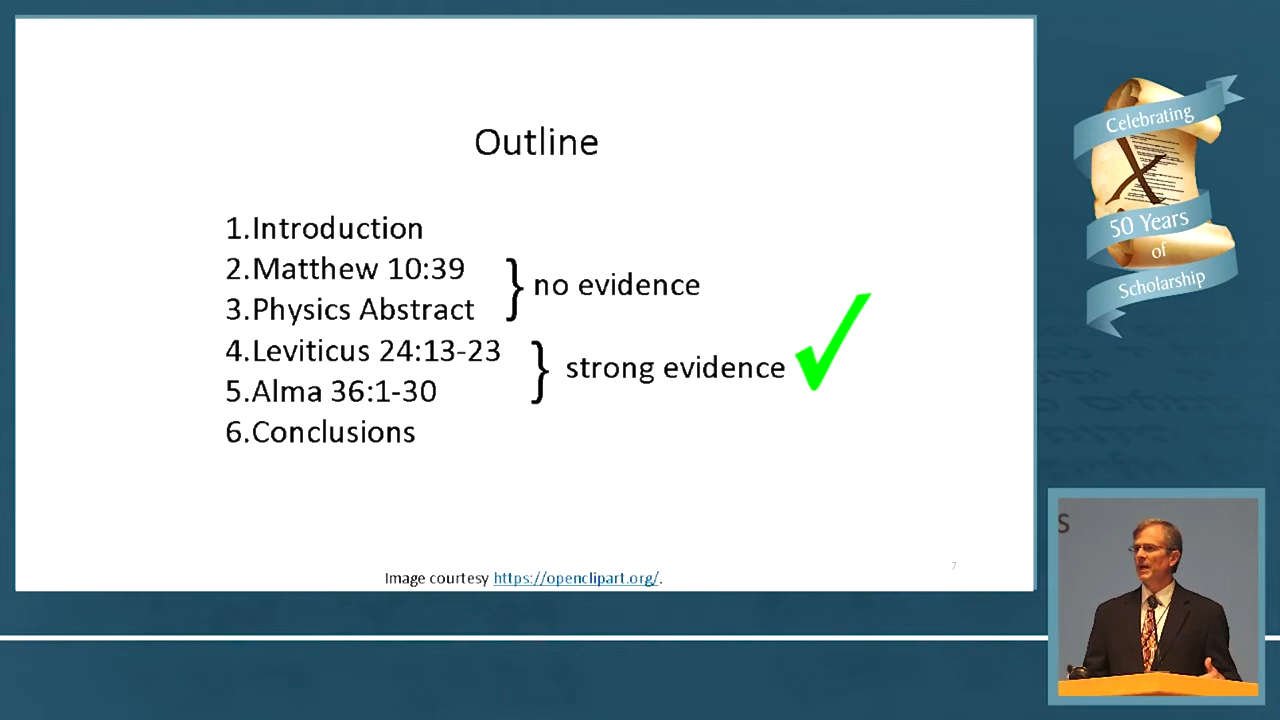 Outline
1.Introduction
2.Matthew 10:39
3.Physics Abstract
} no evidence
4.Leviticus 24:13-23
5.Alma 36:1-30
} strong evidence
6.Conclusions
Image courtesy https://openclipart.org/.
7
Celebrating
X
50 Years
of
Scholarship
S